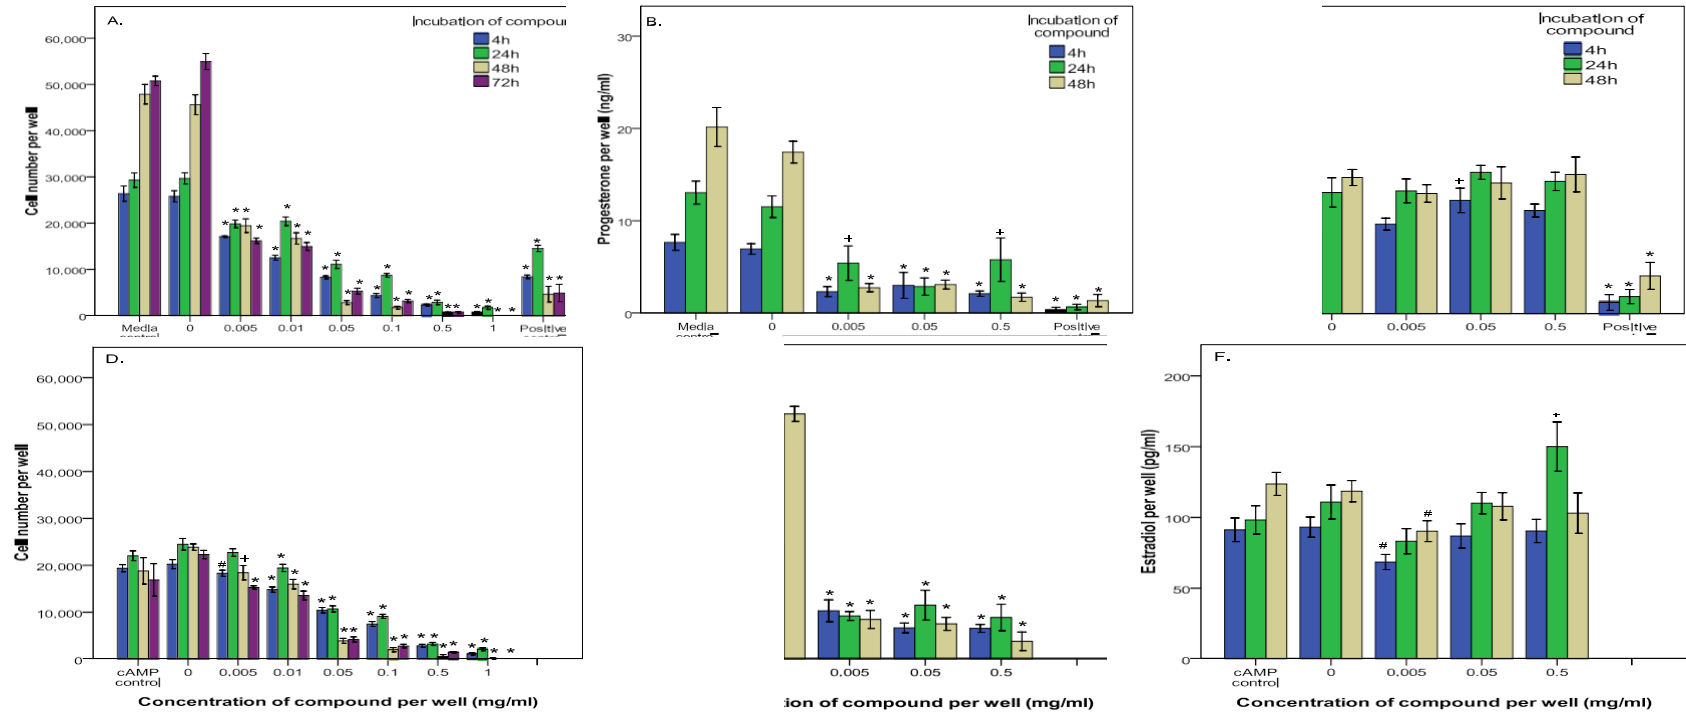 A.
Incubation of compour
4h
24h
48h
72h
Cell number per well
60,000
50,000
40,000
30,000
20,000
10,000
0
* ** * * * * * * * * * * * * * * ** * * * * * * **
Media
0
0.005
0.01
0.05
0.1
0.5
1
Positive
B.
Incubation of
compound
4h
24h
48h
Progesterone per well (ng/ml)
30
20
10
0
* + * * * * * + * * * *
Media
0
0.005
0.05
0.5
Positive
Incubation of
compound
4h
24h
48h
+ * * *
0
0.005
0.05
0.5
Positive
D.
Cell number per well
60,000
50,000
40,000
30,000
20,000
10,000
0
# + * * * * * * * ** * * * * * * * * * * *
cAMP
control
0
0.005
0.01
0.05
0.1
0.5
1
Concentration of compound per well (mg/ml)
* * * * * * * * *
0.005
0.05
0.5
tion of compound per well (mg/ml)
F.
Estradiol per well (pg/ml)
200
150
100
50
0
# # +
cAMP
control
0
0.005
0.05
0.5
Concentration of compound per well (mg/ml)